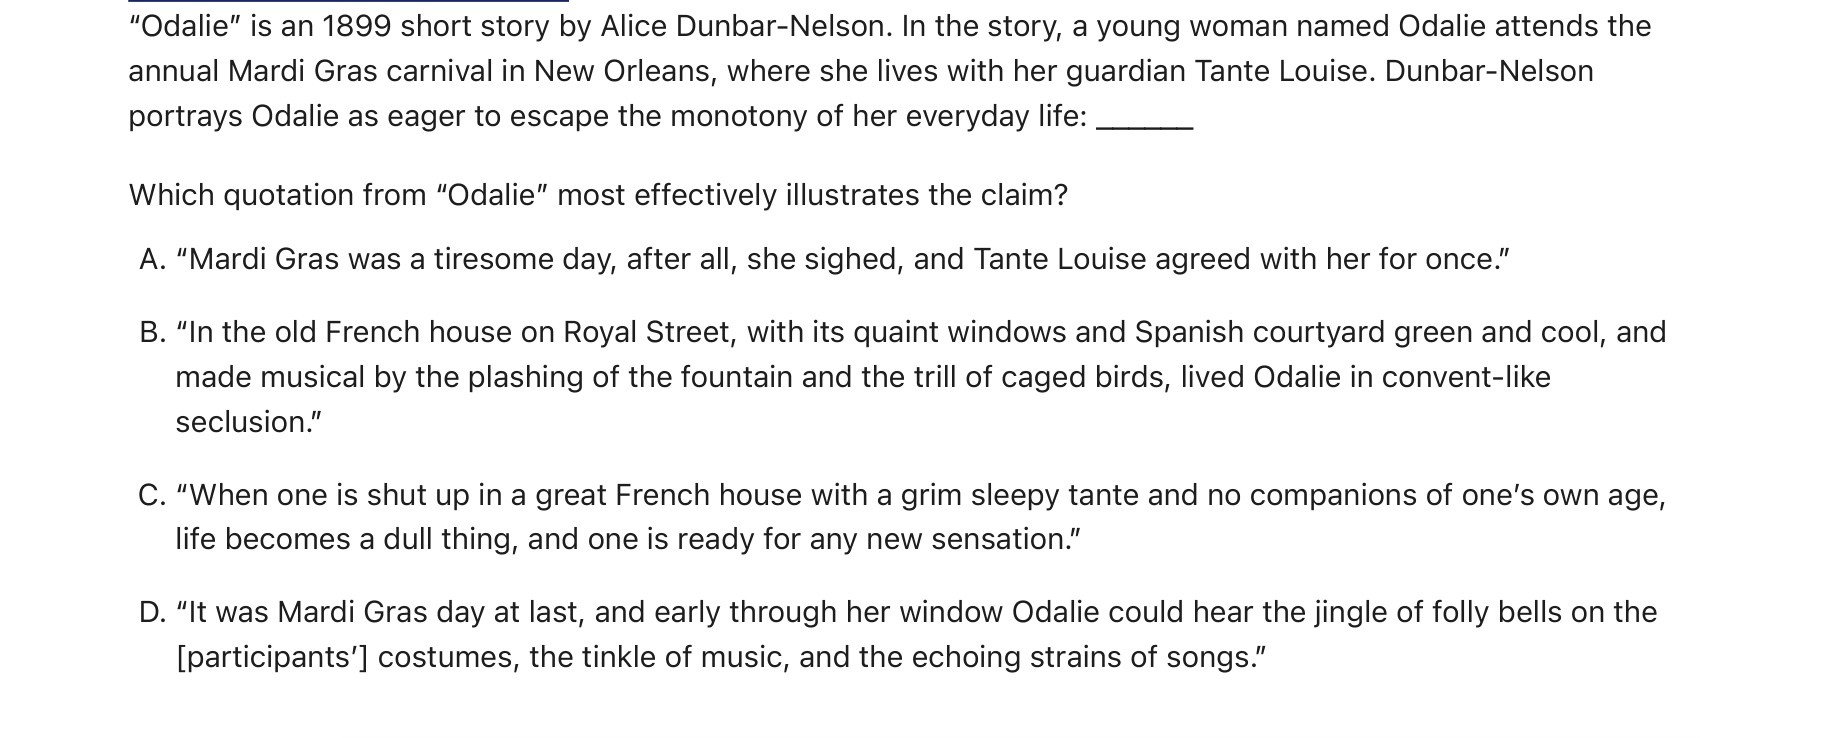 “Odalie” is an 1899 short story by Alice Dunbar-Nelson. In the story, a young woman named Odalie attends the
annual Mardi Gras carnival in New Orleans, where she lives with her guardian Tante Louise. Dunbar-Nelson
portrays Odalie as eager to escape the monotony of her everyday life: ______
Which quotation from “Odalie” most effectively illustrates the claim?
A. “Mardi Gras was a tiresome day, after all, she sighed, and Tante Louise agreed with her for once.”
B. “In the old French house on Royal Street, with its quaint windows and Spanish courtyard green and cool, and
made musical by the plashing of the fountain and the trill of caged birds, lived Odalie in convent-like
seclusion.”
C. “When one is shut up in a great French house with a grim sleepy tante and no companions of one’s own age,
life becomes a dull thing, and one is ready for any new sensation.”
D. “It was Mardi Gras day at last, and early through her window Odalie could hear the jingle of folly bells on the
[participants’] costumes, the tinkle of music, and the echoing strains of songs.”